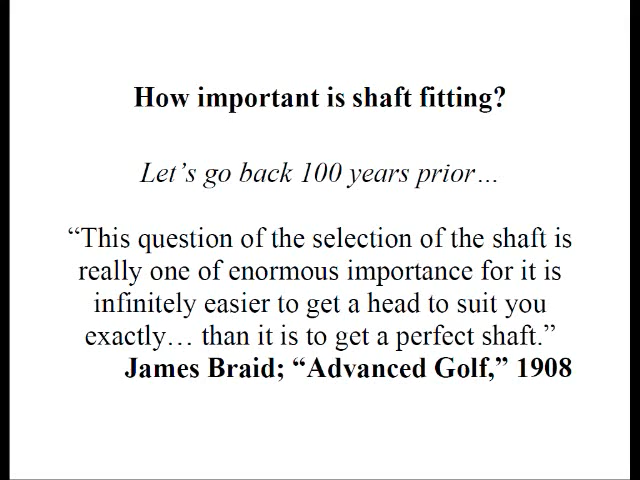 How important is shaft fitting?
Let’s go back 100 years prior…
“This question of the selection of the shaft is
really one of enormous importance for it is
infinitely easier to get a head to suit you
exactly… than it is to get a perfect shaft.”
James Braid; “Advanced Golf,” 1908